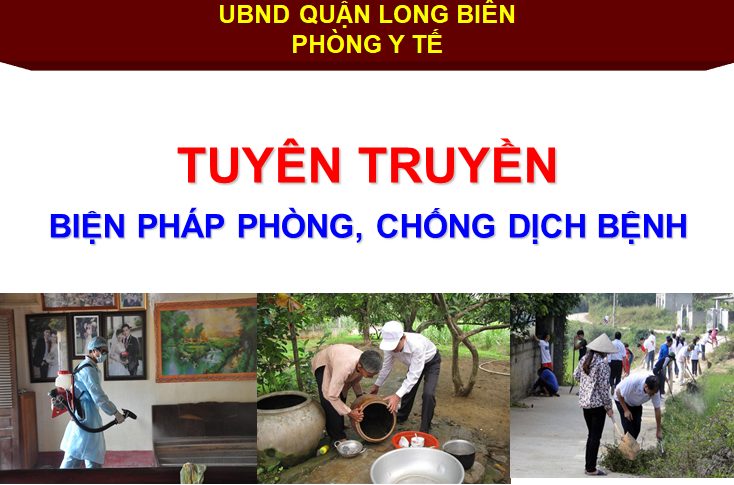 UBND QUẬN LONG BIÊN
PHÒNG Y TẾ
TUYÊN TRUYỀN
BIỆN PHÁP PHÒNG, CHỐNG DỊCH BỆNH